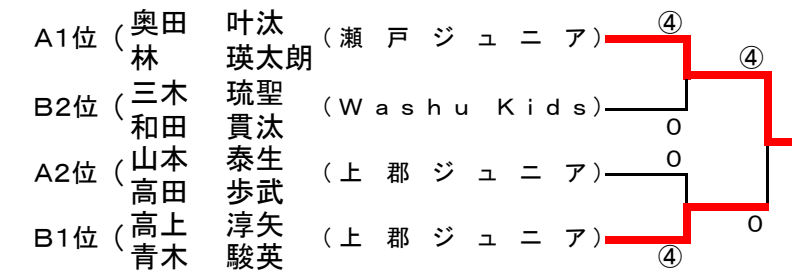 ④
奥田 叶汰
A1位 ( (瀬戸ジュニア)
林 瑛太朗
④
三木 琉聖
B2位 ( (Washu Kids)
和田 貫汰
0
山本 泰生
0
A2位 ( (上郡ジュニア)
高田 歩武
高上 淳矢
0
B1位 ( (上郡ジュニア)
青木 駿英
④